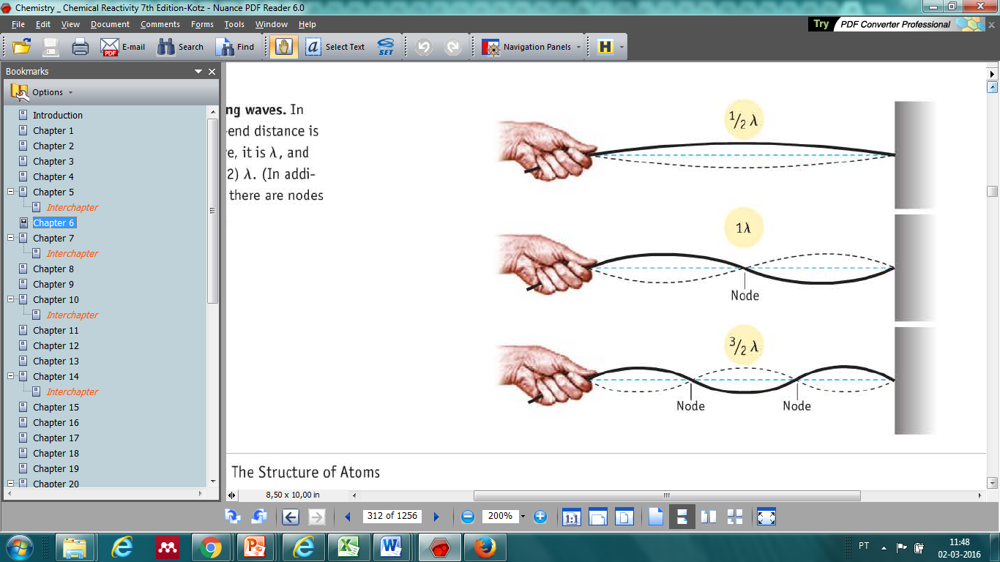 Chemistry _ Chemical Reactivity 7th Edition-Kotz - Nuance PDF Reader 6.0
File Edit View Document Comments Forms Tools Window Help
Try PDF Converter Professional
PDF E-mail Search Find a Select Text SET Navigation Panels H
Bookmarks
Options
Introduction
Chapter 1
Chapter 2
Chapter 3
Chapter 4
Chapter 5
Interchapter
Chapter 6
Chapter 7
Interchapter
Chapter 8
Chapter 9
Chapter 10
Interchapter
Chapter 11
Chapter 12
Chapter 13
Chapter 14
Interchapter
Chapter 15
Chapter 16
Chapter 17
Chapter 18
Chapter 19
Chapter 20
ng waves. In
-end distance is
e, it is λ, and
2) λ. (In addi-
there are nodes
1/2 λ
1λ
Node
3/2 λ
Node Node
The Structure of Atoms
8,50 x 10,00 in
312 of 1256 200% 1:1
PT 11:48
02-03-2016